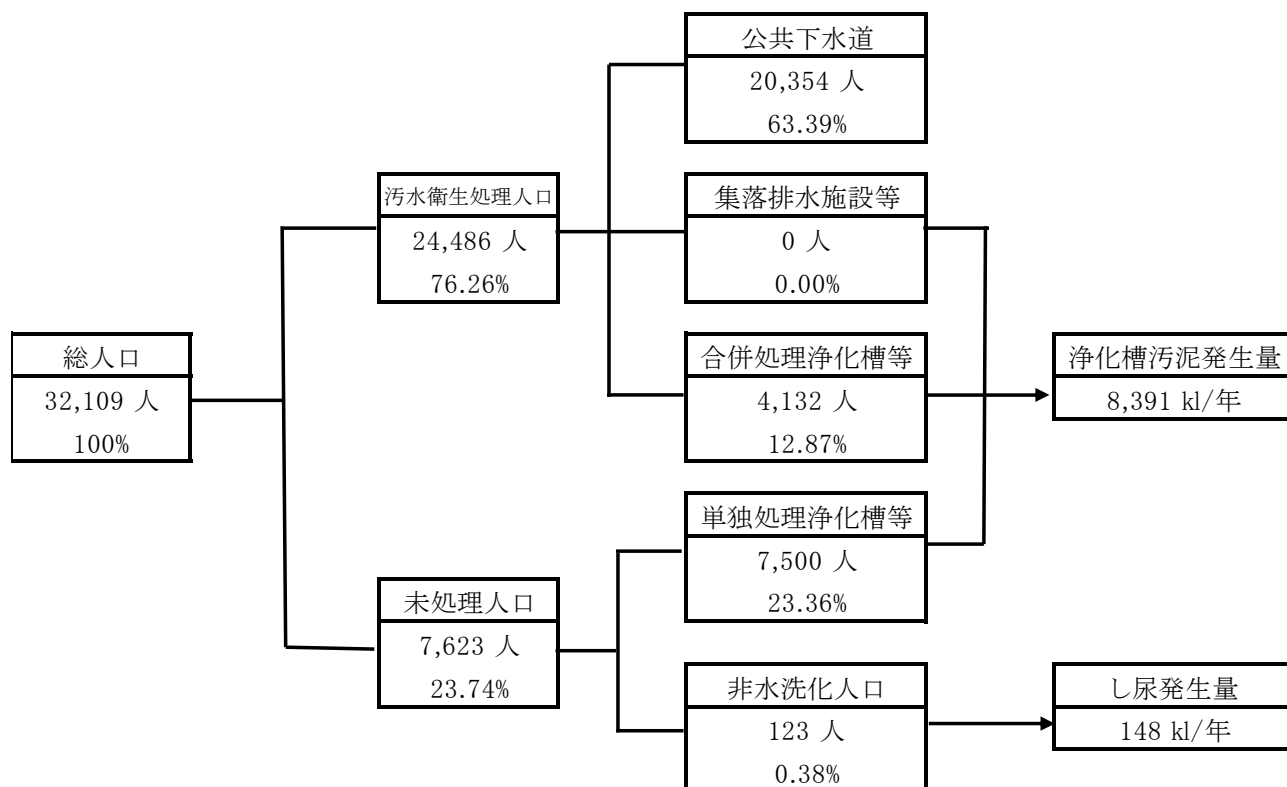 公共下水道
20,354 人
63.39%
汚水衛生処理人口
24,486 人
76.26%
集落排水施設等
0 人
0.00%
総人口
32,109 人
100%
合併処理浄化槽等
4,132 人
12.87%
浄化槽汚泥発生量
8,391 kl/年
単独処理浄化槽等
7,500 人
23.36%
未処理人口
7,623 人
23.74%
非水洗化人口
123 人
0.38%
し尿発生量
148 kl/年